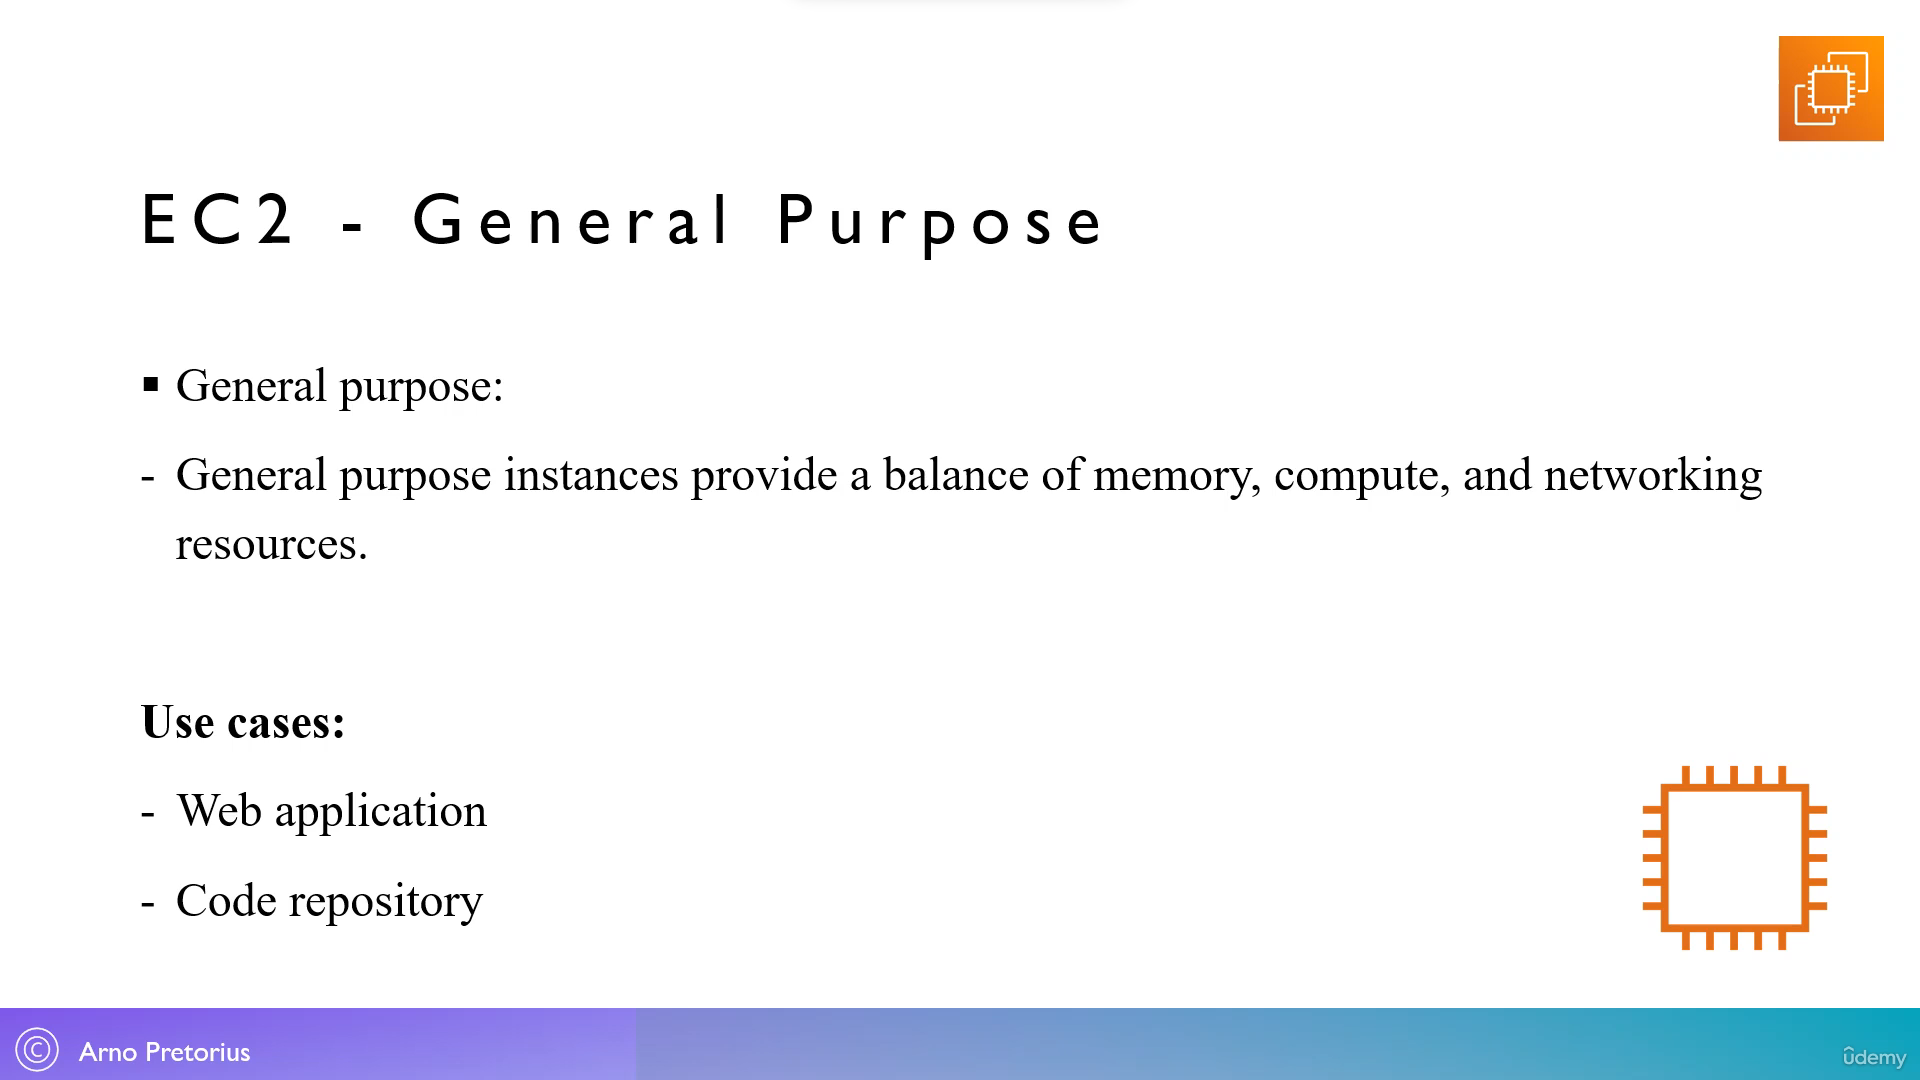 EC2 - General Purpose
▪ General purpose:
- General purpose instances provide a balance of memory, compute, and networking
resources.
Use cases:
- Web application
- Code repository
© Arno Pretorius
ûdemy